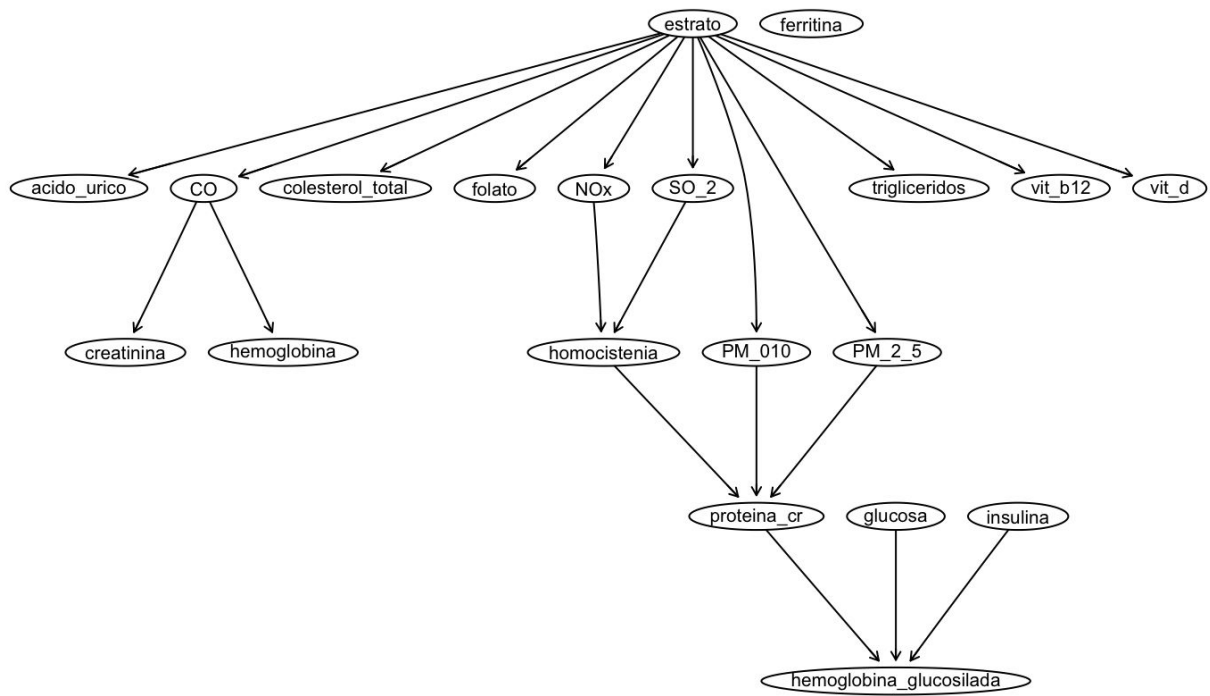 estrato
ferritina
acido_urico
CO
colesterol_total
folato
NOx
SO_2
trigliceridos
vit_b12
vit_d
creatinina
hemoglobina
homocistenia
PM_010
PM_2_5
proteina_cr
glucosa
insulina
hemoglobina_glucosilada